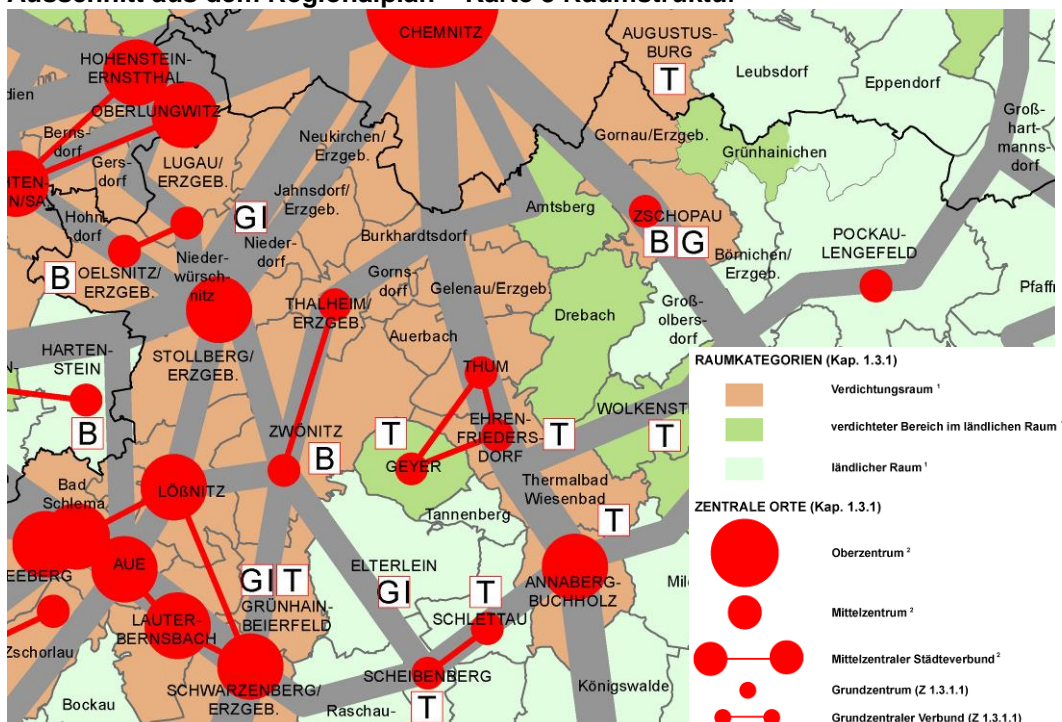 Ausschnitt aus dem Regionalplan – Karte 3 Raumstruktur
CHEMNITZ
AUGUSTUS-
BURG
T
Leubsdorf
Eppendorf
HOHENSTEIN-
ERNSTTHAL
dien
OBERLUNGWITZ
Berns-
dorf
Gers-
dorf
LUGAU/
ERZGEB.
Neukirchen/
Erzgeb.
Gornau/Erzgeb.
Grünhainichen
Groß-
hart-
manns-
dorf
HTEN-
N/SA.
Jahnsdorf/
Erzgeb.
Hohn-
dorf
GI
Nieder-
dorf
Burkhardtsdorf
Amtsberg
ZSCHOPAU
B G
Börnichen/
Erzgeb.
POCKAU-
LENGEFELD
B
OELSNITZ/
ERZGEB.
Nieder-
würsch-
nitz
Gorns-
dorf
Gelenau/Erzgeb.
Pfaffr
THALHEIM/
ERZGEB.
Auerbach
Drebach
Groß-
olbers-
dorf
HARTEN-
STEIN
N-
STOLLBERG/
ERZGEB.
THUM
B
EHREN-
FRIEDERS-
DORF
T
WOLKENST
T
ZWÖNITZ
B
T
GEYER
Bad
Schlema
LÖßNITZ
Thermalbad
Wiesenbad
Tannenberg
T
EEBERG
AUE
ELTERLEIN
GI
T
ANNABERG-
BUCHHOLZ
Mild
GI T
GRÜNHAIN-
BEIERFELD
LAUTER-
BERNSBACH
SCHLETTAU
Zschorlau
SCHEIBENBERG
T
SCHWARZENBERG/
ERZGEB.
Bockau
Raschau-
Königswalde
RAUMKATEGORIEN (Kap. 1.3.1)
Verdichtungsraum ¹
verdichteter Bereich im ländlichen Raum ¹
ländlicher Raum ¹
ZENTRALE ORTE (Kap. 1.3.1)
Oberzentrum ²
Mittelzentrum ²
Mittelzentraler Städteverbund ²
Grundzentrum (Z 1.3.1.1)
Grundzentraler Verbund (Z 1.3.1.1)